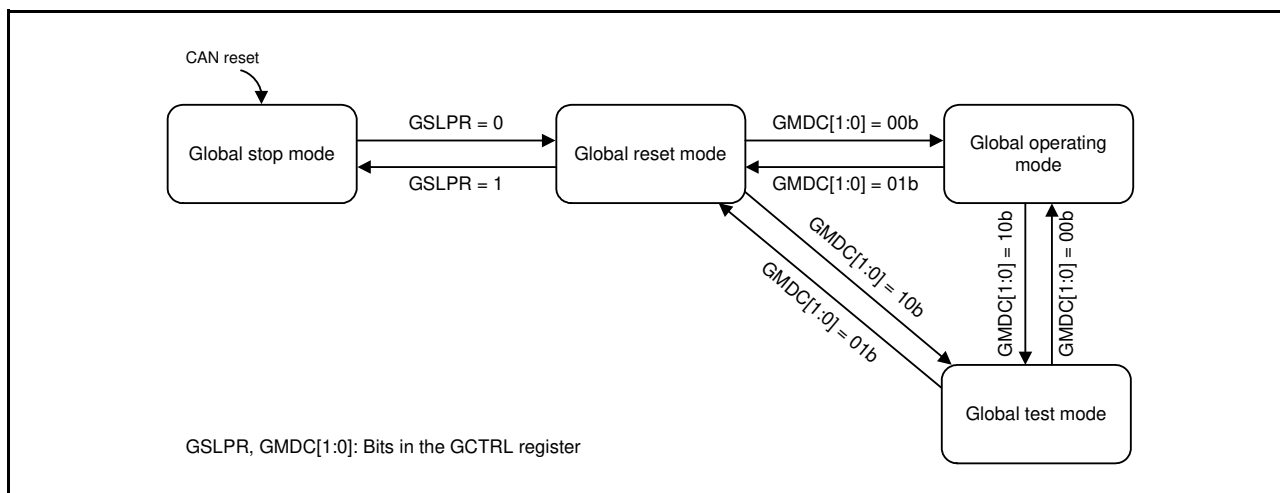 CAN reset
Global stop mode
GSLPR = 0
GSLPR = 1
Global reset mode
GMDC[1:0] = 00b
GMDC[1:0] = 01b
Global operating
mode
GMDC[1:0] = 10b
GMDC[1:0] = 01b
GMDC[1:0] = 10b
GMDC[1:0] = 00b
Global test mode
GSLPR, GMDC[1:0]: Bits in the GCTRL register